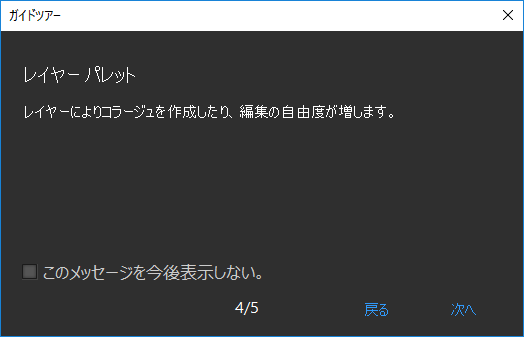 ガイドツアー
レイヤー パレット
レイヤーによりコラージュを作成したり、編集の自由度が増します。
このメッセージを今後表示しない。
4/5 戻る 次へ